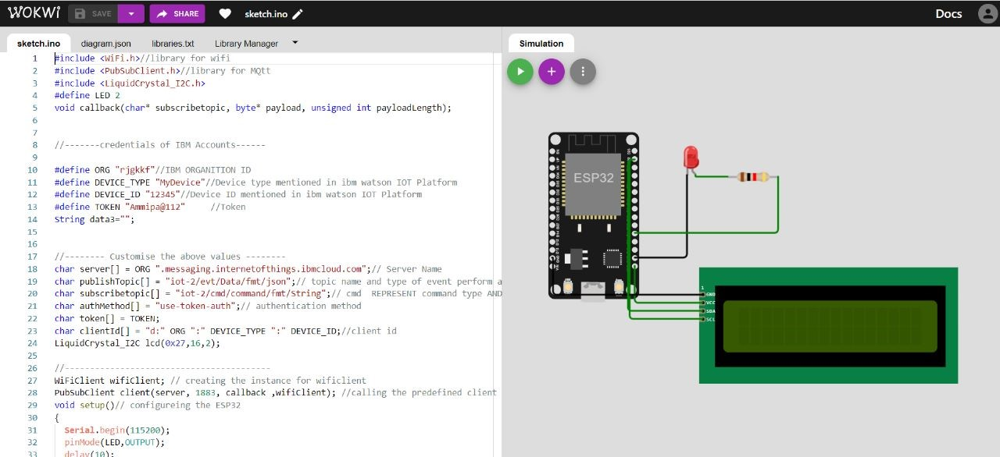 WOKWI SAVE SHARE sketch.ino Docs
sketch.ino diagram.json libraries.txt Library Manager Simulation
1 #include <WiFi.h>//library for wifi
2 #include <PubSubClient.h>//library for MQtt
3 #include <LiquidCrystal_I2C.h>
4 #define LED 2
5 void callback(char* subscribetopic, byte* payload, unsigned int payloadLength);
6
7
8 //-------credentials of IBM Accounts------
9
10 #define ORG "rjgkkf"//IBM ORGANITION ID
11 #define DEVICE_TYPE "MyDevice"//Device type mentioned in ibm watson IOT Platform
12 #define DEVICE_ID "12345"//Device ID mentioned in ibm watson IOT Platform
13 #define TOKEN "Ammipa@112" //Token
14 String data3="";
15
16
17 //-------- Customise the above values --------
18 char server[] = ORG ".messaging.internetofthings.ibmcloud.com";// Server Name
19 char publishTopic[] = "iot-2/evt/Data/fmt/json";// topic name and type of event perform a
20 char subscribetopic[] = "iot-2/cmd/command/fmt/String";// cmd REPRESENT command type AND
21 char authMethod[] = "use-token-auth";// authentication method
22 char token[] = TOKEN;
23 char clientId[] = "d:" ORG ":" DEVICE_TYPE ":" DEVICE_ID;//client id
24 LiquidCrystal_I2C lcd(0x27,16,2);
25
26 //-----------------------------------------
27 WiFiClient wifiClient; // creating the instance for wificlient
28 PubSubClient client(server, 1883, callback ,wifiClient); //calling the predefined client
29 void setup()// configureing the ESP32
30 {
31 Serial.begin(115200);
32 pinMode(LED,OUTPUT);
33 delay(10);
ESP32
1
GND
VCC
SDA
SCL